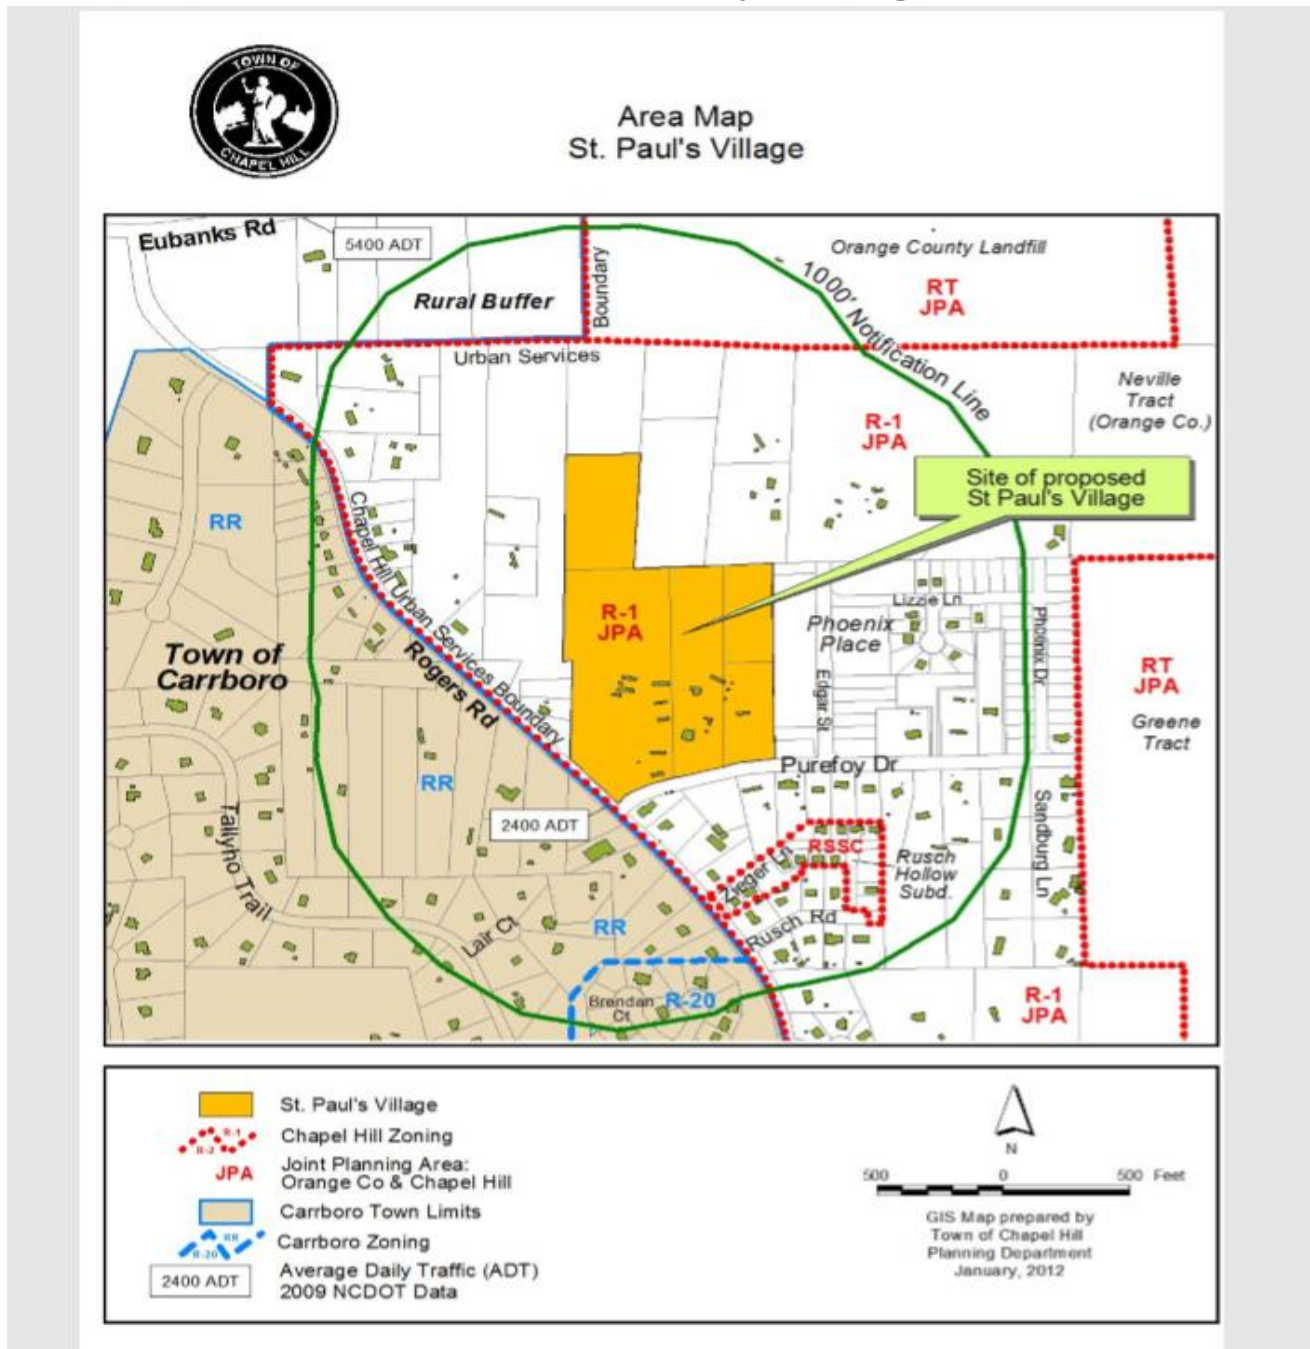 TOWN OF
CHAPEL HILL
Area Map
St. Paul's Village
Eubanks Rd
5400 ADT
Rural Buffer
Boundary
Orange County Landfill
RT
JPA
1000' Notification Line
Urban Services
Neville
Tract
(Orange Co.)
R-1
JPA
Site of proposed
St Paul's Village
RR
Chapel Hill Urban Services Boundary
Rogers Rd
R-1
JPA
Lizzie Ln
Phoenix
Place
Phoenix Dr
Edgar St
Town of
Carrboro
RT
JPA
Greene
Tract
Purefoy Dr
RR
2400 ADT
Tallyho Trail
Zieger Ln
RSSC
Rusch
Hollow
Subd.
Sandburg Ln
Rusch Rd
Lair Ct
RR
Brendan
Ct
R-20
R-1
JPA
St. Paul's Village
R-1
R-2
Chapel Hill Zoning
JPA
Joint Planning Area:
Orange Co & Chapel Hill
Carrboro Town Limits
RR
R-20
Carrboro Zoning
2400 ADT
Average Daily Traffic (ADT)
2009 NCDOT Data
N
500 0 500 Feet
GIS Map prepared by
Town of Chapel Hill
Planning Department
January, 2012